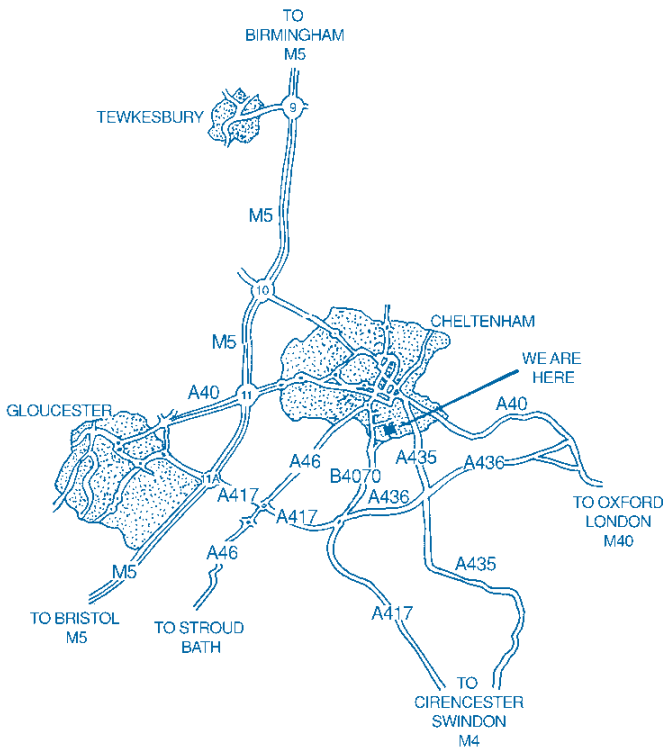 TO
BIRMINGHAM
M5
TEWKESBURY
9
M5
10
CHELTENHAM
M5
WE ARE
HERE
A40
11
A40
GLOUCESTER
A46
A435
A436
11A
B4070
A417
A436
TO OXFORD
LONDON
M40
A417
A46
A435
M5
A417
TO BRISTOL
M5
TO STROUD
BATH
TO
CIRENCESTER
SWINDON
M4